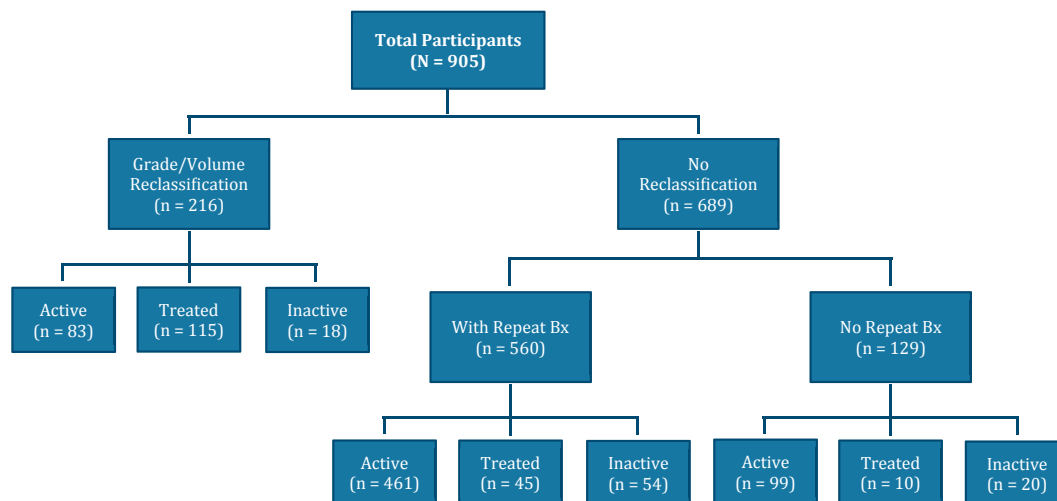 Total Participants
(N = 905)
Grade/Volume
Reclassification
(n = 216)
No
Reclassification
(n = 689)
Active
(n = 83)
Treated
(n = 115)
Inactive
(n = 18)
With Repeat Bx
(n = 560)
No Repeat Bx
(n = 129)
Active
(n = 461)
Treated
(n = 45)
Inactive
(n = 54)
Active
(n = 99)
Treated
(n = 10)
Inactive
(n = 20)